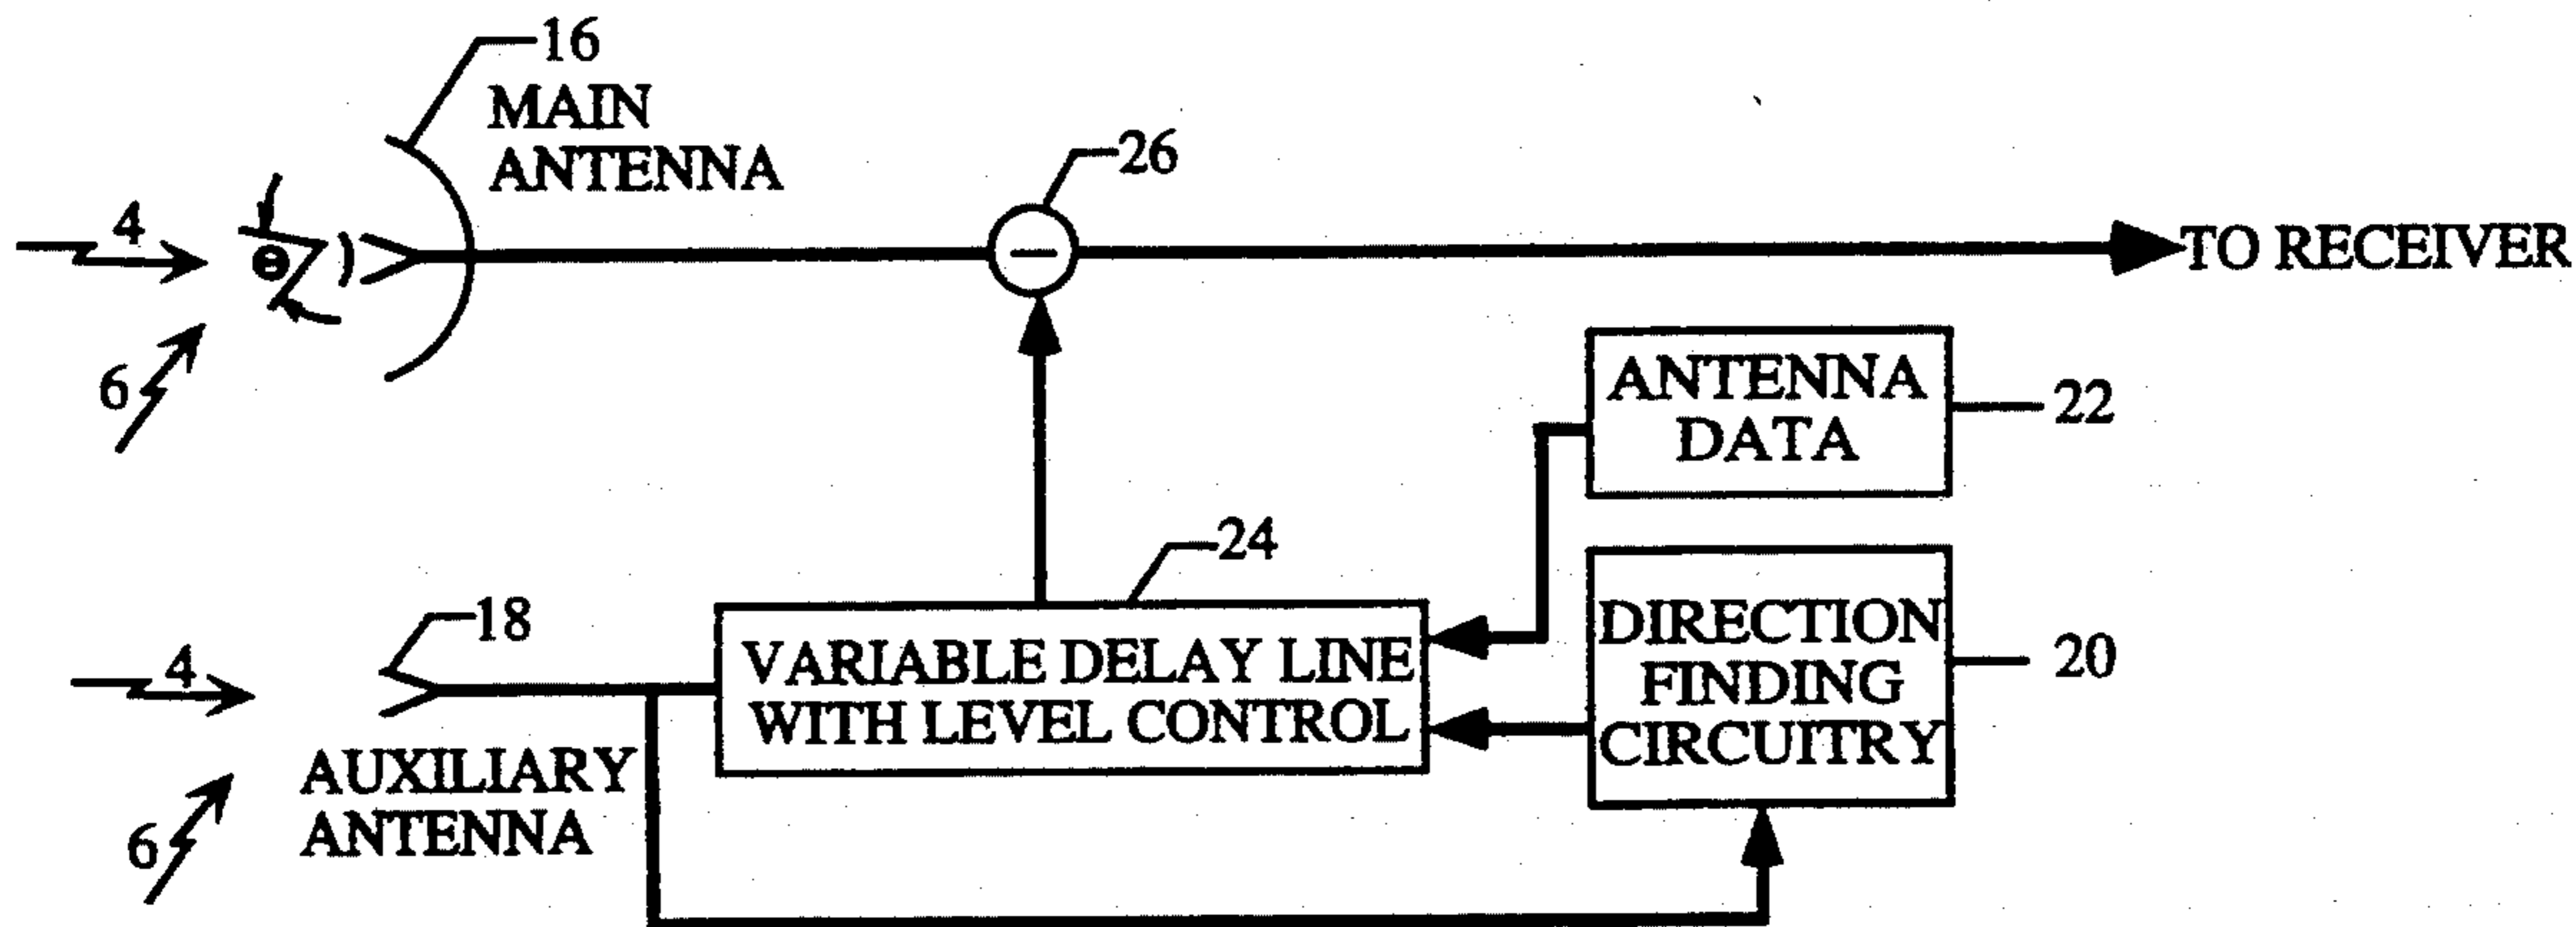 16
MAIN
ANTENNA
26
4
Θ
TO RECEIVER
6
ANTENNA
DATA
22
24
18
4
VARIABLE DELAY LINE
WITH LEVEL CONTROL
DIRECTION
FINDING
CIRCUITRY
20
AUXILIARY
ANTENNA
6